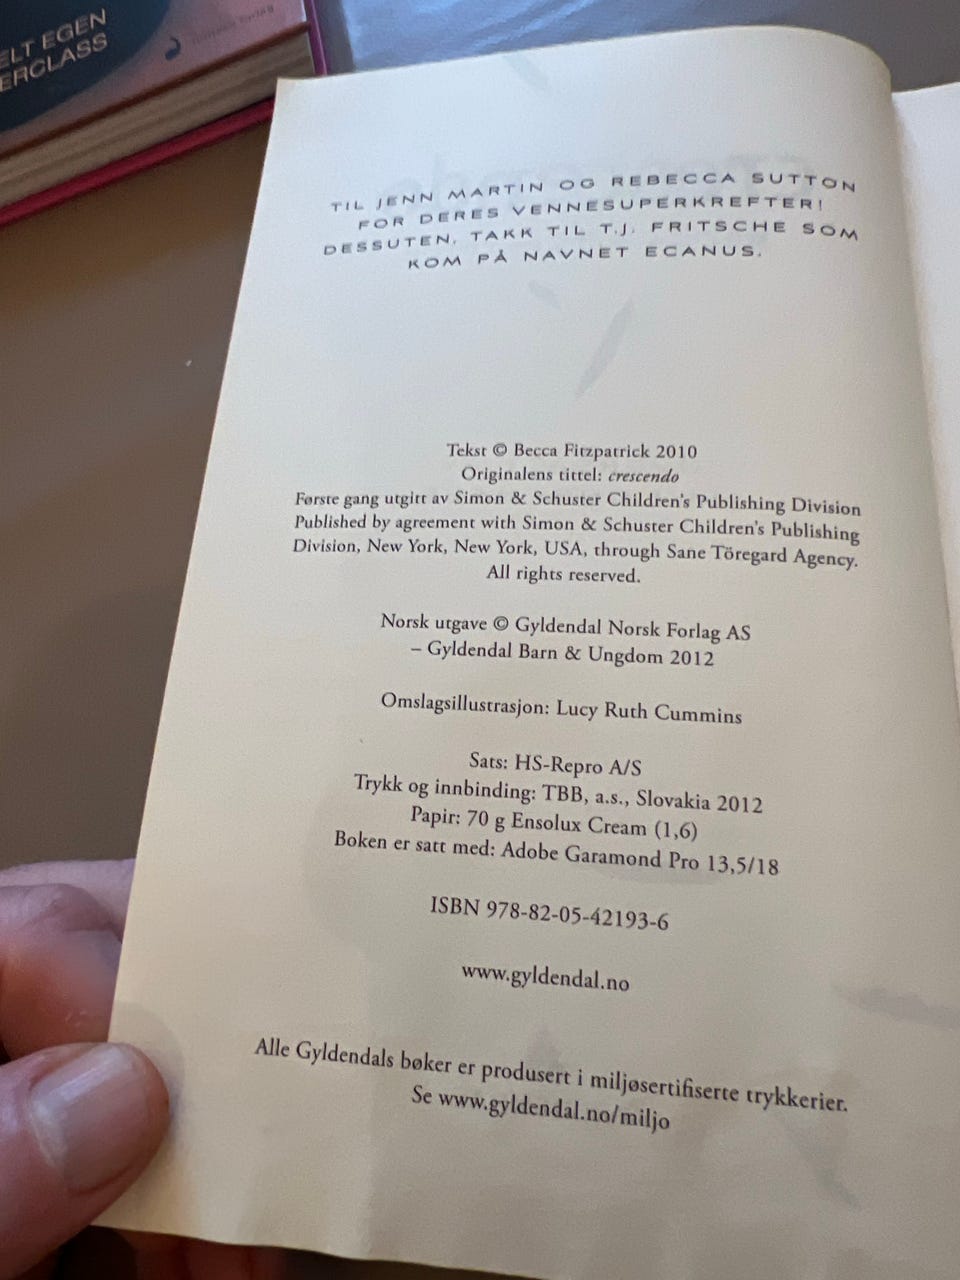 ELT EGEN
ERCLASS
TIL JENN MARTIN OG REBECCA SUTTON
FOR DERES VENNESUPERKREFTER!
DESSUTEN, TAKK TIL T.J. FRITSCHE SOM
KOM PÅ NAVNET ECANUS.
Tekst © Becca Fitzpatrick 2010
Originalens tittel: crescendo
Første gang utgitt av Simon & Schuster Children's Publishing Division
Published by agreement with Simon & Schuster Children's Publishing
Division, New York, New York, USA, through Sane Töregard Agency.
All rights reserved.
Norsk utgave © Gyldendal Norsk Forlag AS
– Gyldendal Barn & Ungdom 2012
Omslagsillustrasjon: Lucy Ruth Cummins
Sats: HS-Repro A/S
Trykk og innbinding: TBB, a.s., Slovakia 2012
Papir: 70 g Ensolux Cream (1,6)
Boken er satt med: Adobe Garamond Pro 13,5/18
ISBN 978-82-05-42193-6
www.gyldendal.no
Alle Gyldendals bøker er produsert i miljøsertifiserte trykkerier.
Se www.gyldendal.no/miljo